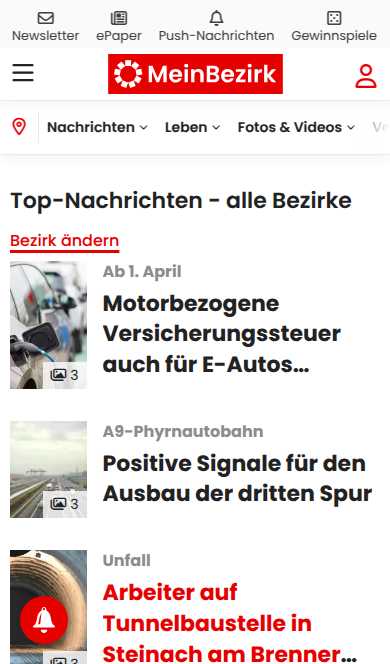 Newsletter
ePaper
Push-Nachrichten
Gewinnspiele
MeinBezirk
Nachrichten
Leben
Fotos & Videos
Top-Nachrichten - alle Bezirke
Bezirk ändern
Ab 1. April
Motorbezogene
Versicherungssteuer
auch für E-Autos...
3
A9-Phyrnautobahn
Positive Signale für den
Ausbau der dritten Spur
3
Unfall
Arbeiter auf
Tunnelbaustelle in
Steinach am Brenner...
3